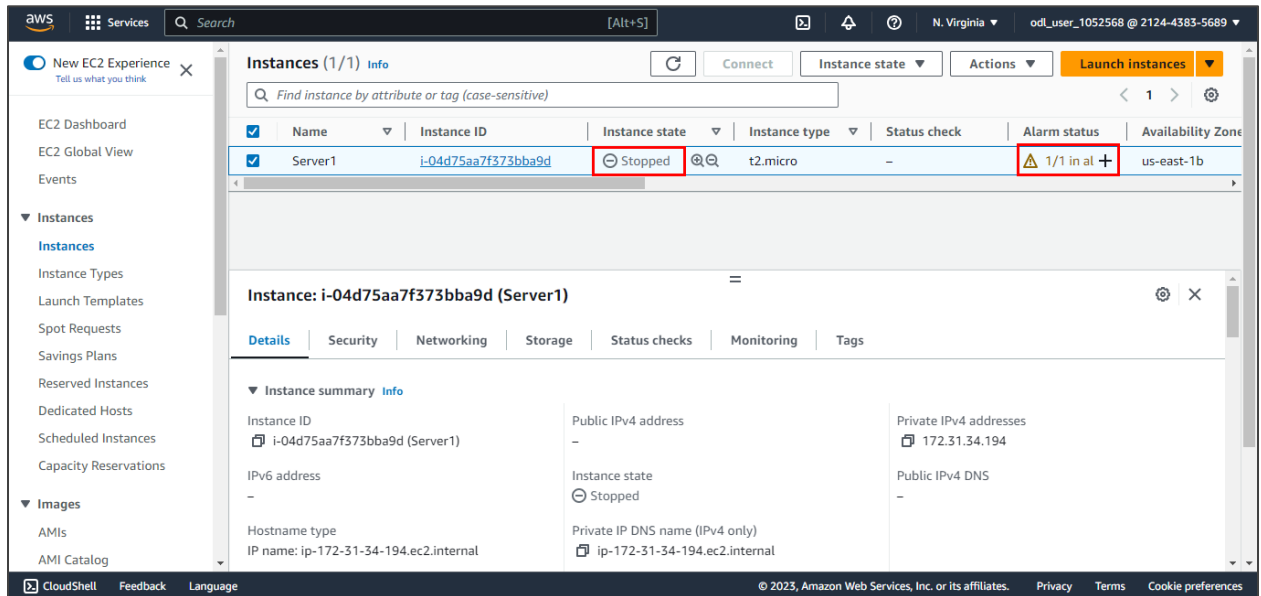 aws Services Search [Alt+S] N. Virginia ▼ odl_user_1052568 @ 2124-4383-5689 ▼
New EC2 Experience
Tell us what you think
EC2 Dashboard
EC2 Global View
Events
▼ Instances
Instances
Instance Types
Launch Templates
Spot Requests
Savings Plans
Reserved Instances
Dedicated Hosts
Scheduled Instances
Capacity Reservations
▼ Images
AMIs
AMI Catalog
Instances (1/1) Info Connect Instance state ▼ Actions ▼ Launch instances ▼
Find instance by attribute or tag (case-sensitive) < 1 >
Name Instance ID Instance state Instance type Status check Alarm status Availability Zone
Server1 i-04d75aa7f373bba9d Stopped t2.micro – 1/1 in al + us-east-1b
Instance: i-04d75aa7f373bba9d (Server1)
Details Security Networking Storage Status checks Monitoring Tags
▼ Instance summary Info
Instance ID Public IPv4 address Private IPv4 addresses
i-04d75aa7f373bba9d (Server1) – 172.31.34.194
IPv6 address Instance state Public IPv4 DNS
– Stopped –
Hostname type Private IP DNS name (IPv4 only)
IP name: ip-172-31-34-194.ec2.internal ip-172-31-34-194.ec2.internal
CloudShell Feedback Language © 2023, Amazon Web Services, Inc. or its affiliates. Privacy Terms Cookie preferences